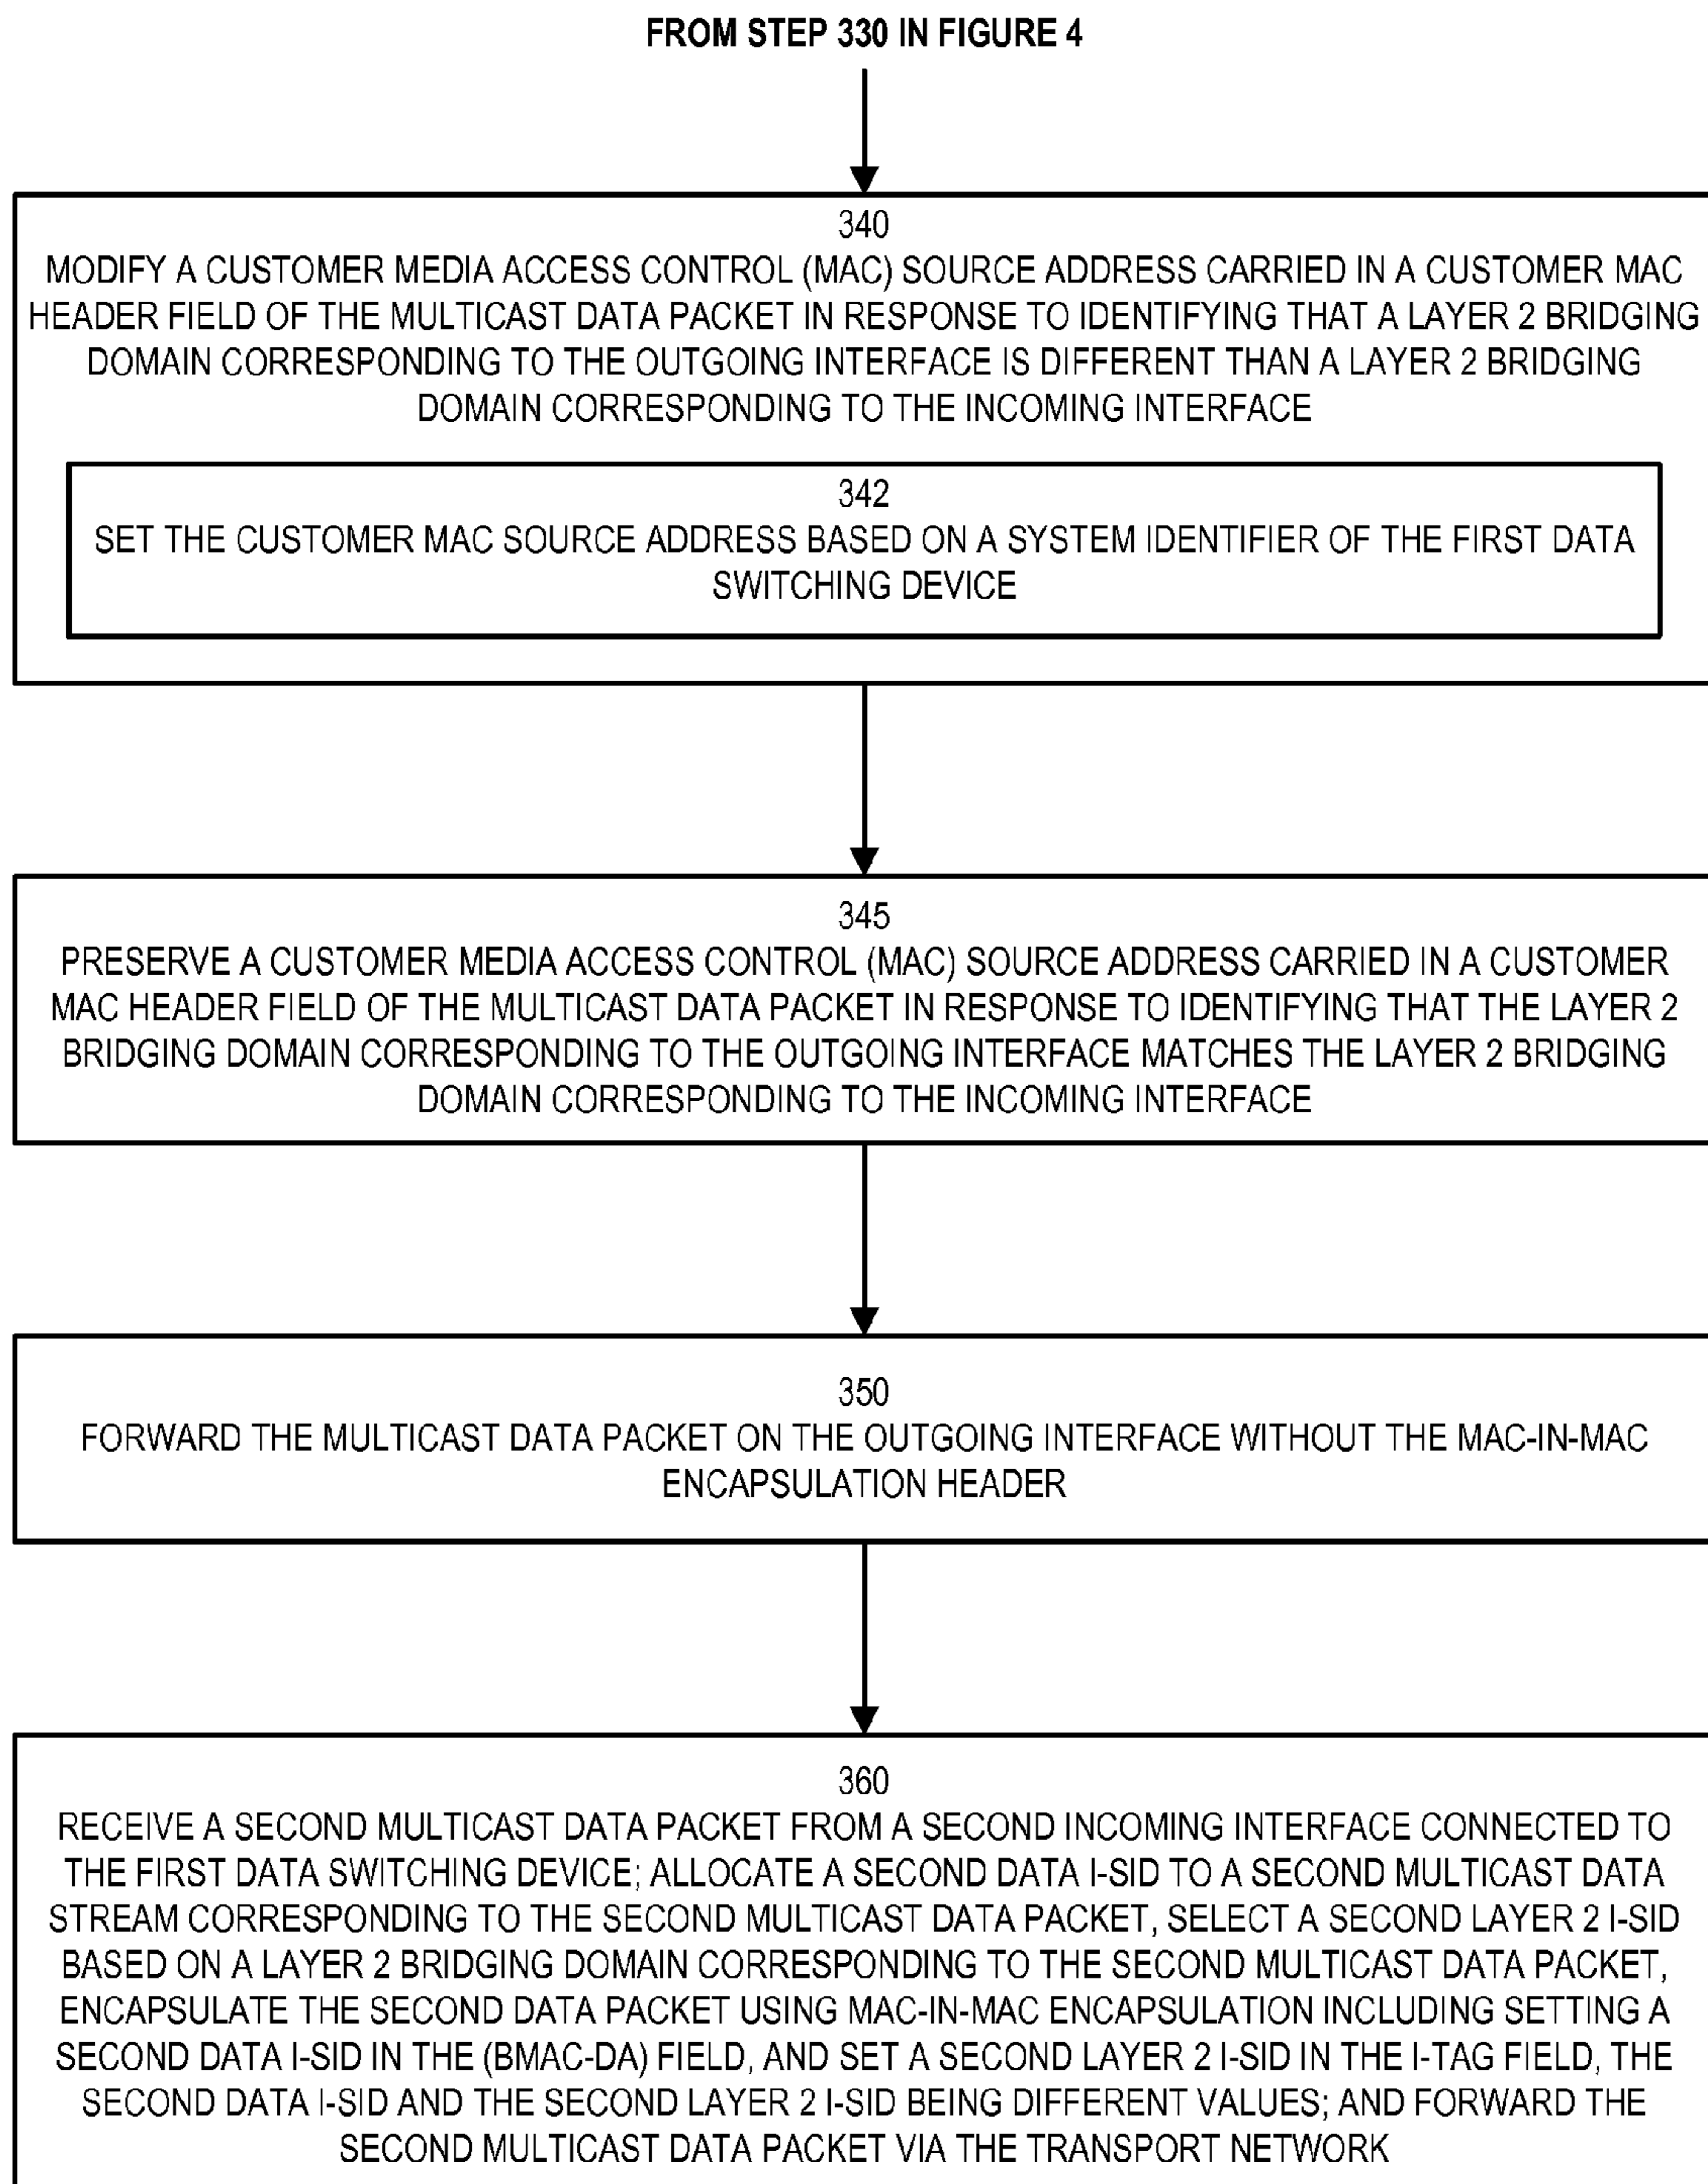 FROM STEP 330 IN FIGURE 4
340
MODIFY A CUSTOMER MEDIA ACCESS CONTROL (MAC) SOURCE ADDRESS CARRIED IN A CUSTOMER MAC
HEADER FIELD OF THE MULTICAST DATA PACKET IN RESPONSE TO IDENTIFYING THAT A LAYER 2 BRIDGING
DOMAIN CORRESPONDING TO THE OUTGOING INTERFACE IS DIFFERENT THAN A LAYER 2 BRIDGING
DOMAIN CORRESPONDING TO THE INCOMING INTERFACE
342
SET THE CUSTOMER MAC SOURCE ADDRESS BASED ON A SYSTEM IDENTIFIER OF THE FIRST DATA
SWITCHING DEVICE
345
PRESERVE A CUSTOMER MEDIA ACCESS CONTROL (MAC) SOURCE ADDRESS CARRIED IN A CUSTOMER
MAC HEADER FIELD OF THE MULTICAST DATA PACKET IN RESPONSE TO IDENTIFYING THAT THE LAYER 2
BRIDGING DOMAIN CORRESPONDING TO THE OUTGOING INTERFACE MATCHES THE LAYER 2 BRIDGING
DOMAIN CORRESPONDING TO THE INCOMING INTERFACE
350
FORWARD THE MULTICAST DATA PACKET ON THE OUTGOING INTERFACE WITHOUT THE MAC-IN-MAC
ENCAPSULATION HEADER
360
RECEIVE A SECOND MULTICAST DATA PACKET FROM A SECOND INCOMING INTERFACE CONNECTED TO
THE FIRST DATA SWITCHING DEVICE; ALLOCATE A SECOND DATA I-SID TO A SECOND MULTICAST DATA
STREAM CORRESPONDING TO THE SECOND MULTICAST DATA PACKET, SELECT A SECOND LAYER 2 I-SID
BASED ON A LAYER 2 BRIDGING DOMAIN CORRESPONDING TO THE SECOND MULTICAST DATA PACKET,
ENCAPSULATE THE SECOND DATA PACKET USING MAC-IN-MAC ENCAPSULATION INCLUDING SETTING A
SECOND DATA I-SID IN THE (BMAC-DA) FIELD, AND SET A SECOND LAYER 2 I-SID IN THE I-TAG FIELD, THE
SECOND DATA I-SID AND THE SECOND LAYER 2 I-SID BEING DIFFERENT VALUES; AND FORWARD THE
SECOND MULTICAST DATA PACKET VIA THE TRANSPORT NETWORK